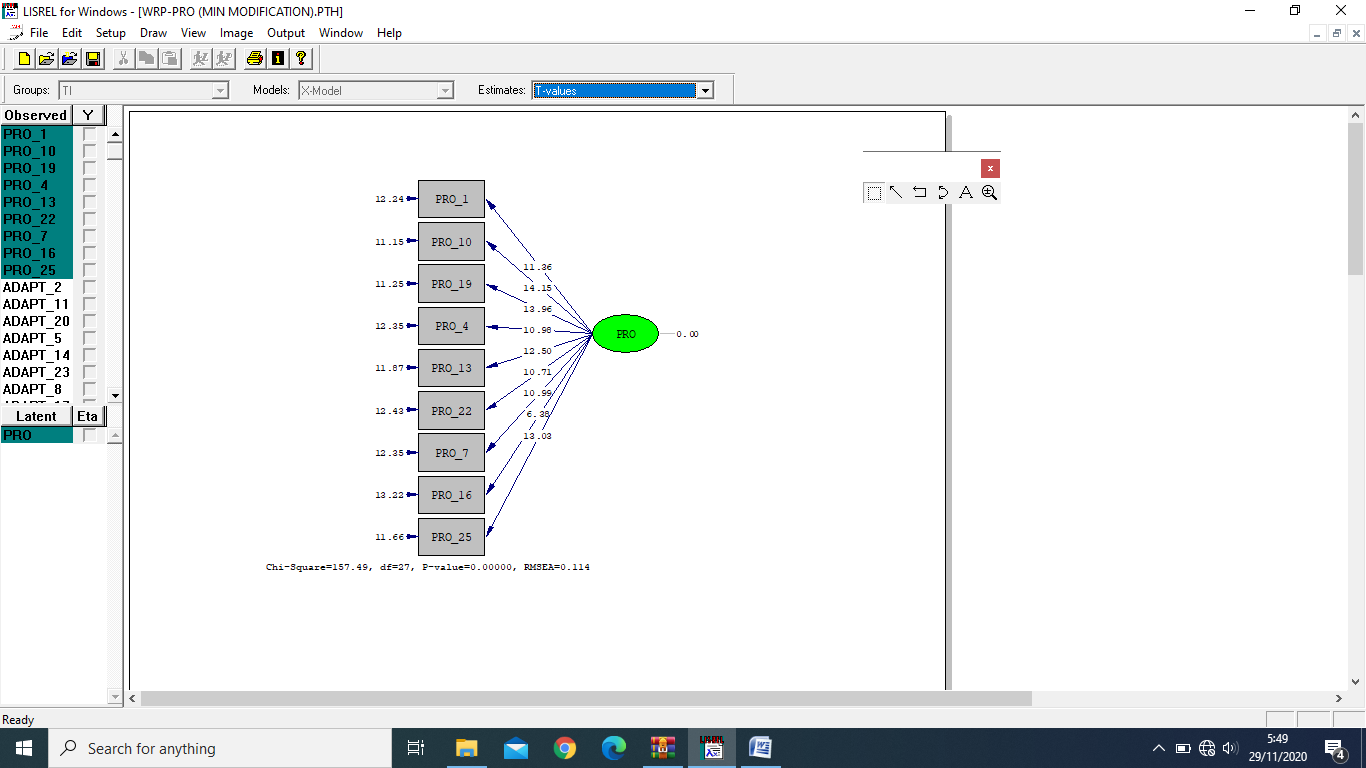 LISREL for Windows - [WRP-PRO (MIN MODIFICATION).PTH]
File Edit Setup Draw View Image Output Window Help
Groups: TI Models: X-Model Estimates: T-values
Observed Y
PRO_1
PRO_10
PRO_19
PRO_4
PRO_13
PRO_22
PRO_7
PRO_16
PRO_25
ADAPT_2
ADAPT_11
ADAPT_20
ADAPT_5
ADAPT_14
ADAPT_23
ADAPT_8
Latent Eta
PRO
12.24 PRO_1
11.15 PRO_10
11.25 PRO_19
12.35 PRO_4
11.87 PRO_13
12.43 PRO_22
12.35 PRO_7
13.22 PRO_16
11.66 PRO_25
11.36
14.15
13.96
10.98
12.50
10.71
10.99
6.38
13.03
PRO 0.00
Chi-Square=157.49, df=27, P-value=0.00000, RMSEA=0.114
Ready
Search for anything
5:49
29/11/2020
4